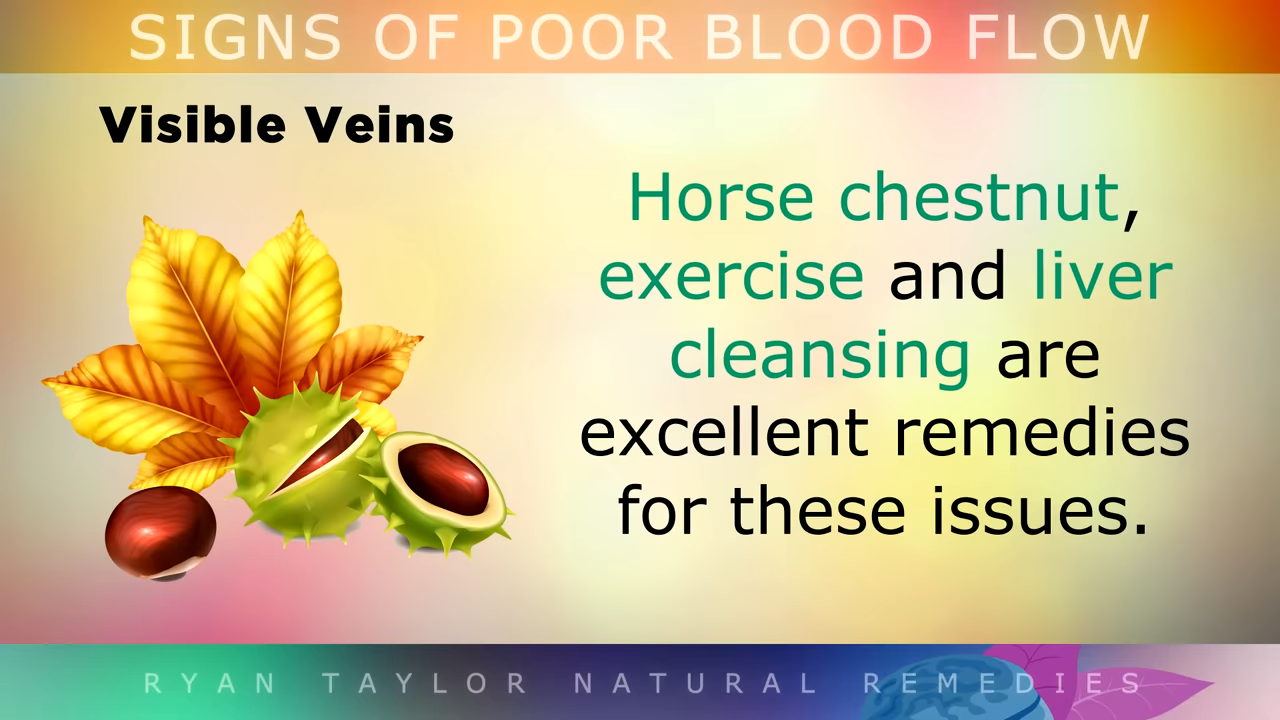 SIGNS OF POOR BLOOD FLOW
Visible Veins
Horse chestnut,
exercise and liver
cleansing are
excellent remedies
for these issues.
RYAN TAYLOR NATURAL REMEDIES